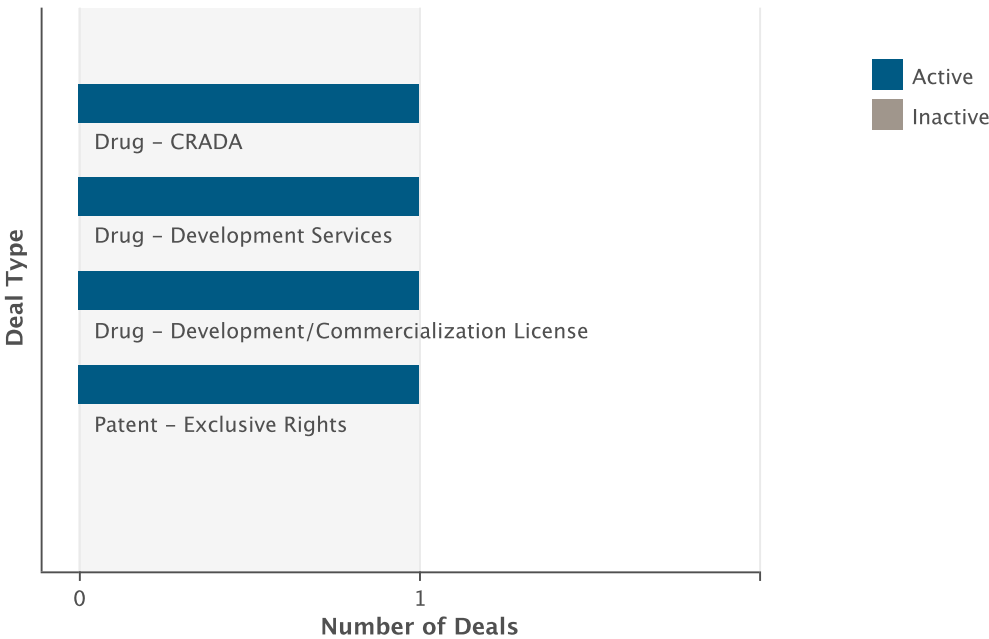 Active
Inactive
Deal Type
Drug – CRADA
Drug – Development Services
Drug – Development/Commercialization License
Patent – Exclusive Rights
0
1
Number of Deals